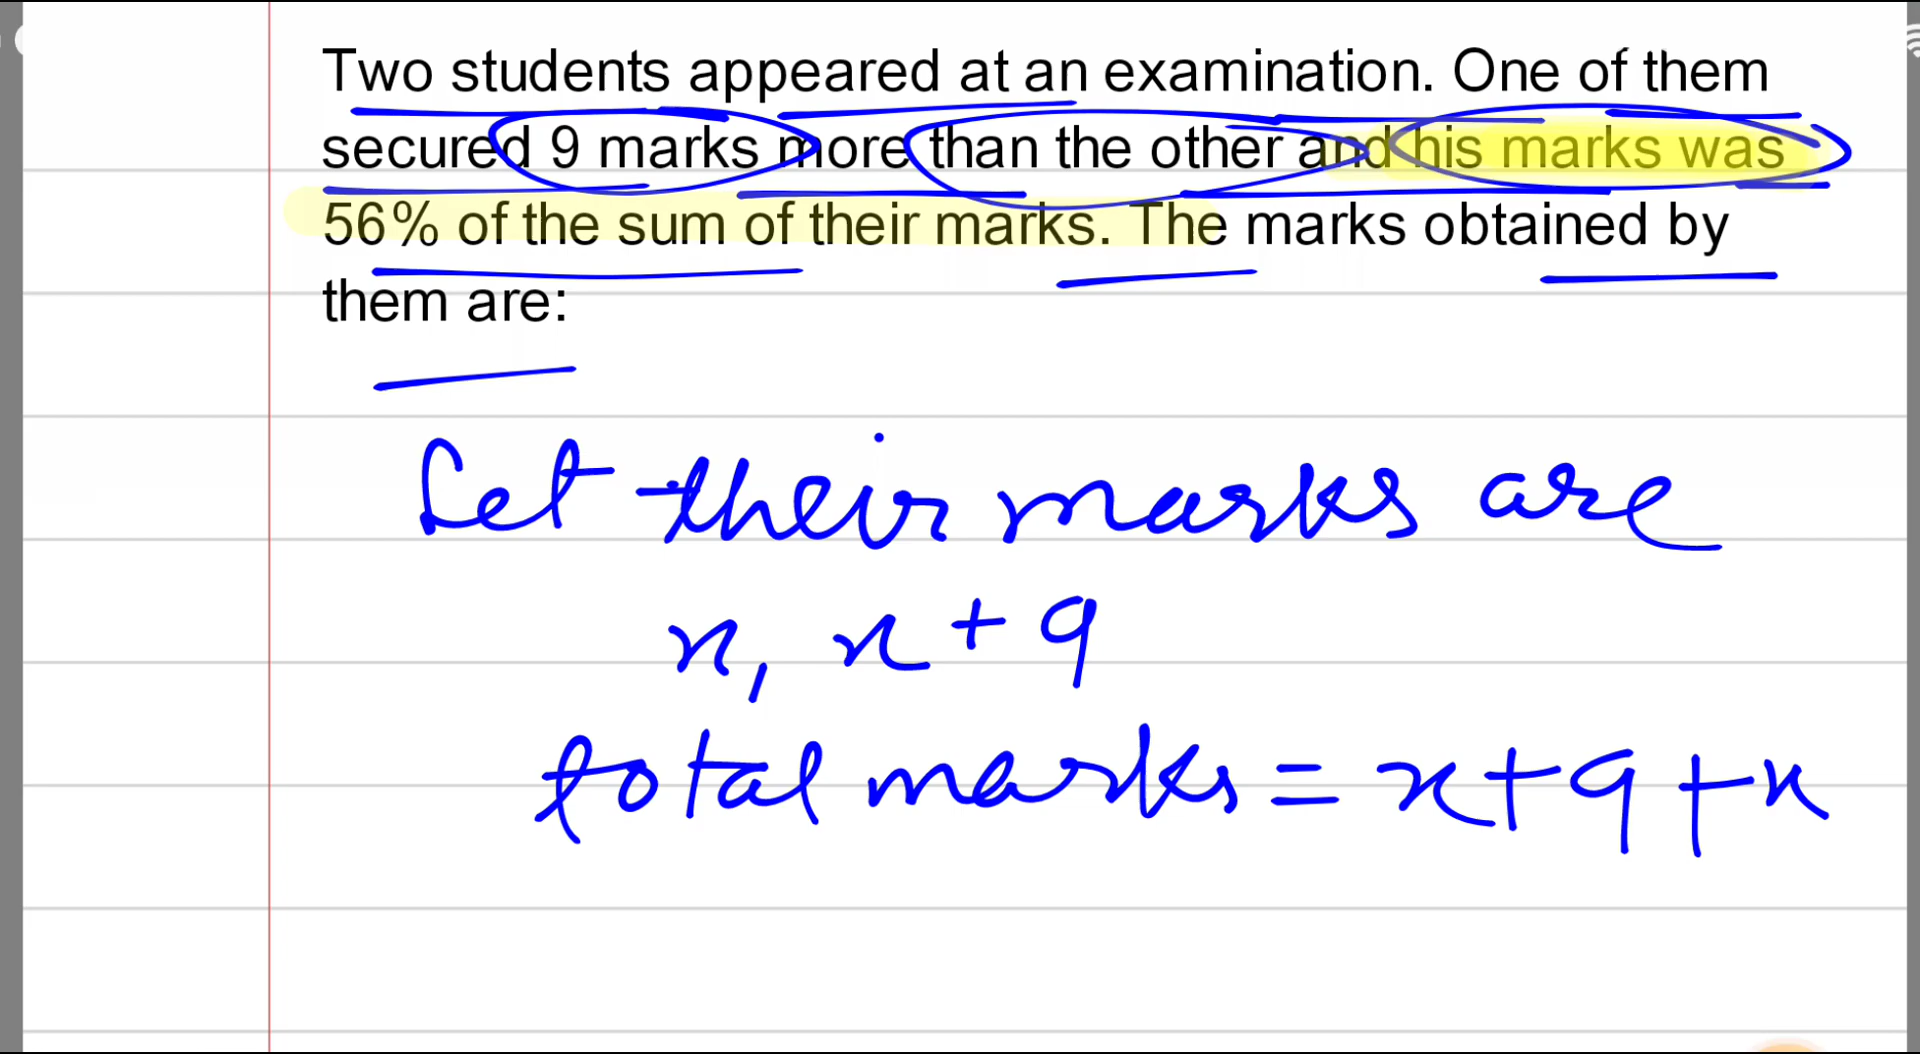 Two students appeared at an examination. One of them
secured 9 marks more than the other and his marks was
56% of the sum of their marks. The marks obtained by
them are:
Let their marks are
x, x + 9
total marks = x + 9 + x